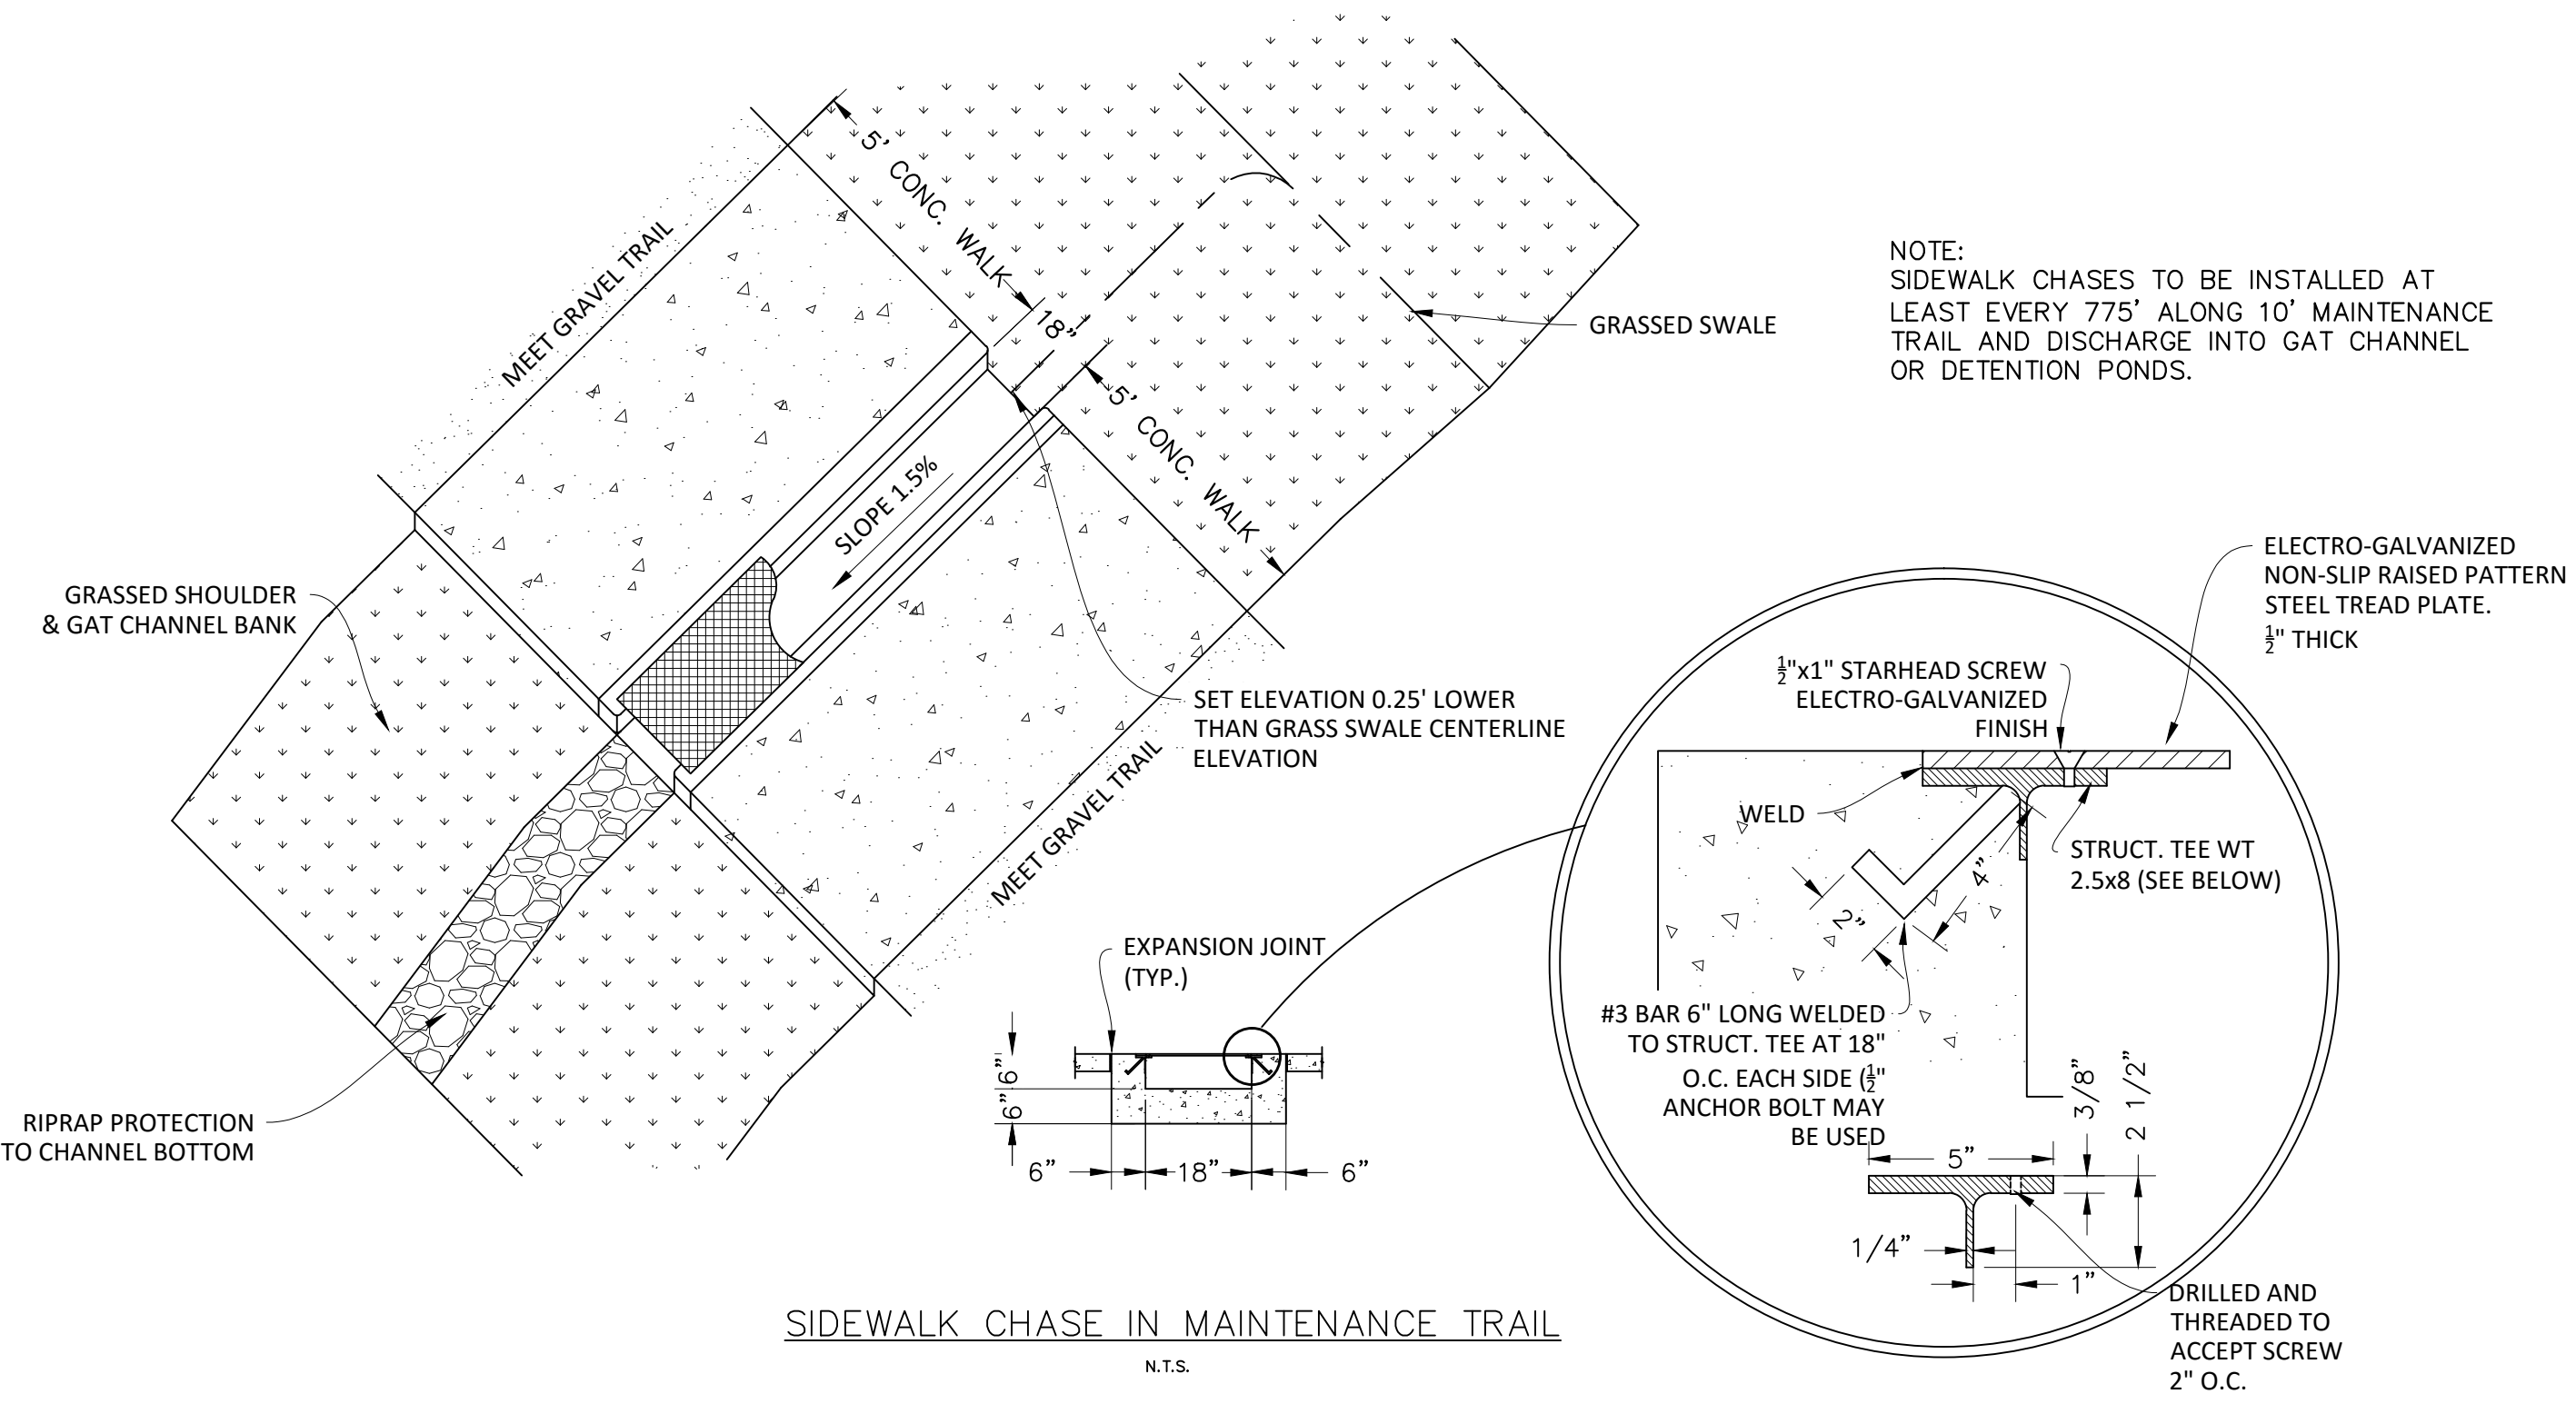 5' CONC. WALK
18"
5' CONC. WALK
MEET GRAVEL TRAIL
SLOPE 1.5%
MEET GRAVEL TRAIL
GRASSED SWALE
NOTE:
SIDEWALK CHASES TO BE INSTALLED AT
LEAST EVERY 775' ALONG 10' MAINTENANCE
TRAIL AND DISCHARGE INTO GAT CHANNEL
OR DETENTION PONDS.
GRASSED SHOULDER
& GAT CHANNEL BANK
SET ELEVATION 0.25' LOWER
THAN GRASS SWALE CENTERLINE
ELEVATION
RIPRAP PROTECTION
TO CHANNEL BOTTOM
EXPANSION JOINT
(TYP.)
6"
6"
6"
18"
6"
ELECTRO-GALVANIZED
NON-SLIP RAISED PATTERN
STEEL TREAD PLATE.
½" THICK
½"x1" STARHEAD SCREW
ELECTRO-GALVANIZED
FINISH
WELD
STRUCT. TEE WT
2.5x8 (SEE BELOW)
4"
2"
#3 BAR 6" LONG WELDED
TO STRUCT. TEE AT 18"
O.C. EACH SIDE (½"
ANCHOR BOLT MAY
BE USED
5"
3/8"
2 1/2"
1/4"
1"
DRILLED AND
THREADED TO
ACCEPT SCREW
2" O.C.
SIDEWALK CHASE IN MAINTENANCE TRAIL
N.T.S.